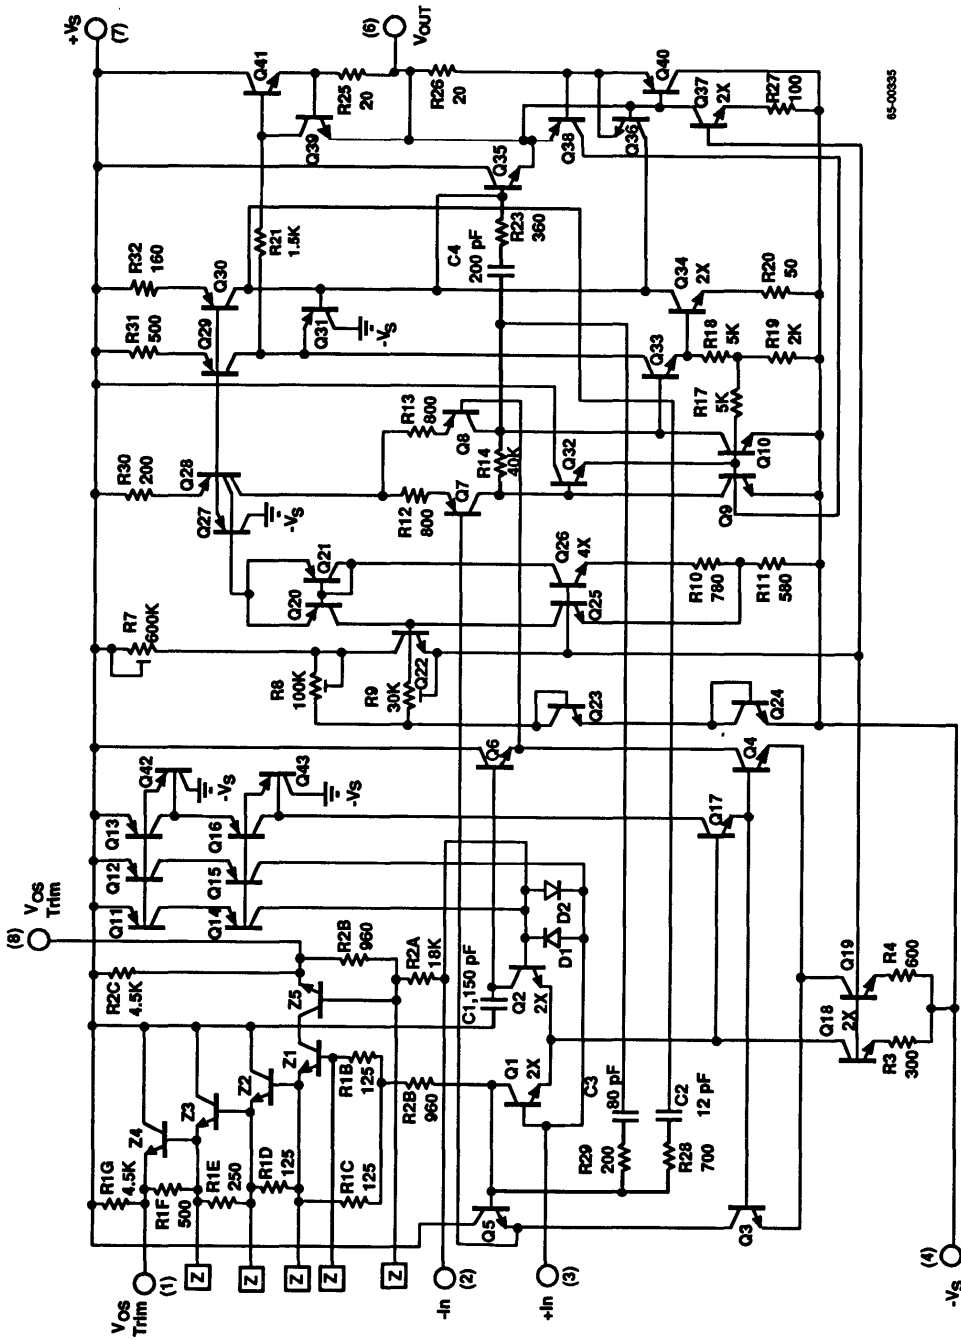 +VS
(7)
(6)
VOUT
Q41
R25
20
R26
20
Q40
Q37
2X
R27
100
65-00335
Q39
Q38
Q36
Q35
R23
360
C4
200 pF
R21
1.5K
R32
160
Q30
Q31
-VS
Q34
2X
R20
50
R31
500
Q29
Q33
R18
5K
R19
2K
R17
5K
R13
800
Q8
R14
40K
Q32
Q10
Q9
R30
200
Q28
Q27
-VS
R12
800
Q7
Q21
Q20
Q26
4X
Q25
R10
780
R11
580
R7
600K
R8
100K
R9
30K
Q22
Q23
Q24
Q42
-VS
Q43
-VS
Q13
Q16
Q12
Q15
Q11
Q14
Q6
Q4
Q17
(8)
VOS
Trim
R2C
4.5K
R2B
960
R2A
18K
Z5
C1,150 pF
Q2
2X
D1
D2
Q19
Q18
2X
R4
600
R3
300
Z4
Z3
Z2
Z1
R1B
125
R2B
960
Q1
2X
C3
80 pF
C2
12 pF
R29
200
R28
700
R1G
4.5K
R1F
500
R1E
250
R1D
125
R1C
125
Q5
Q3
VOS
Trim
(1)
Z
Z
Z
Z
Z
-In
(2)
+In
(3)
-VS
(4)